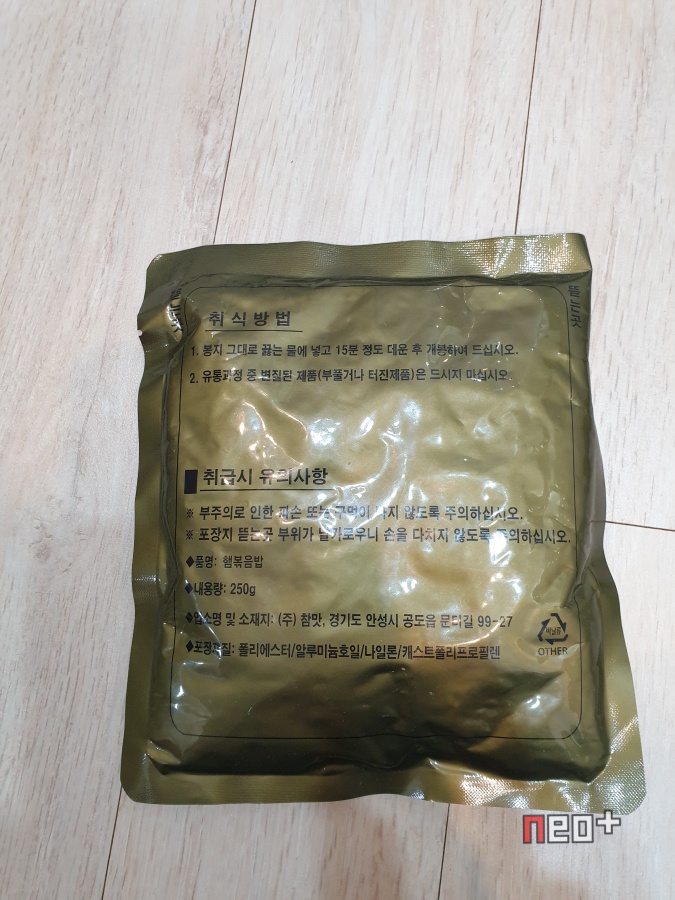 뜯는곳
뜯는곳
취 식 방 법
1. 봉지 그대로 끓는 물에 넣고 15분 정도 데운 후 개봉하여 드십시오.
2. 유통과정 중 변질된 제품(부풀거나 터진제품)은 드시지 마십시오
취급시 유의사항
※ 부주의로 인한 파손 또는 구멍이 나지 않도록 주의하십시오.
※ 포장지 뜯는곳 부위가 날카로우니 손을 다치지 않도록 주의하십시오.
◆품명: 햄볶음밥
◆내용량: 250g
◆업소명 및 소재지: (주) 참맛, 경기도 안성시 공도읍 문터길 99-27
◆포장재질: 폴리에스터/알루미늄호일/나일론/캐스트폴리프로필렌
비닐류
OTHER
neo+